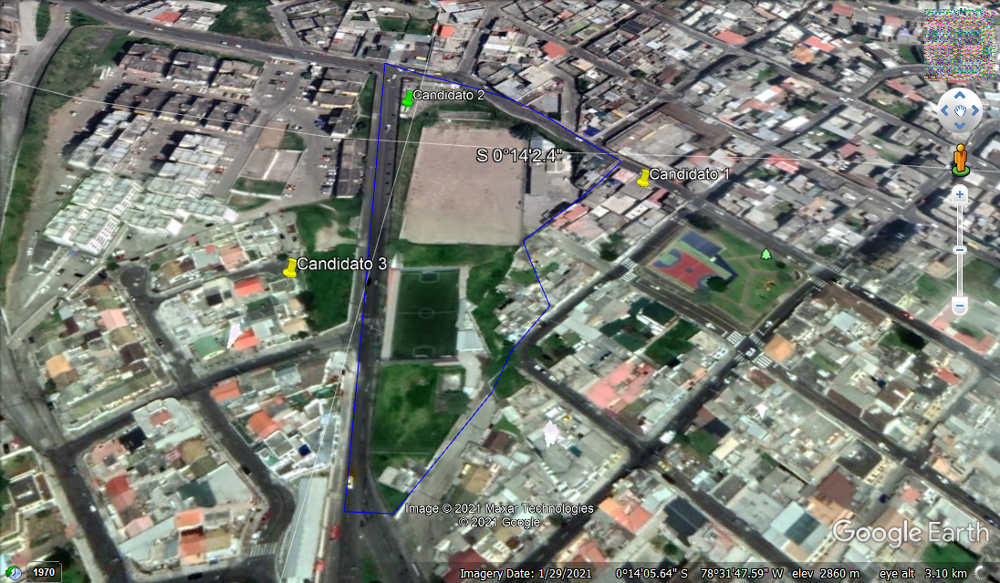 N
Candidato 2
S 0°14'2.4"
Candidato 1
Candidato 3
Image © 2021 Maxar Technologies
© 2021 Google
Google Earth
1970
Imagery Date: 1/29/2021 0°14'05.64" S 78°31'47.59" W elev 2860 m eye alt 3.10 km